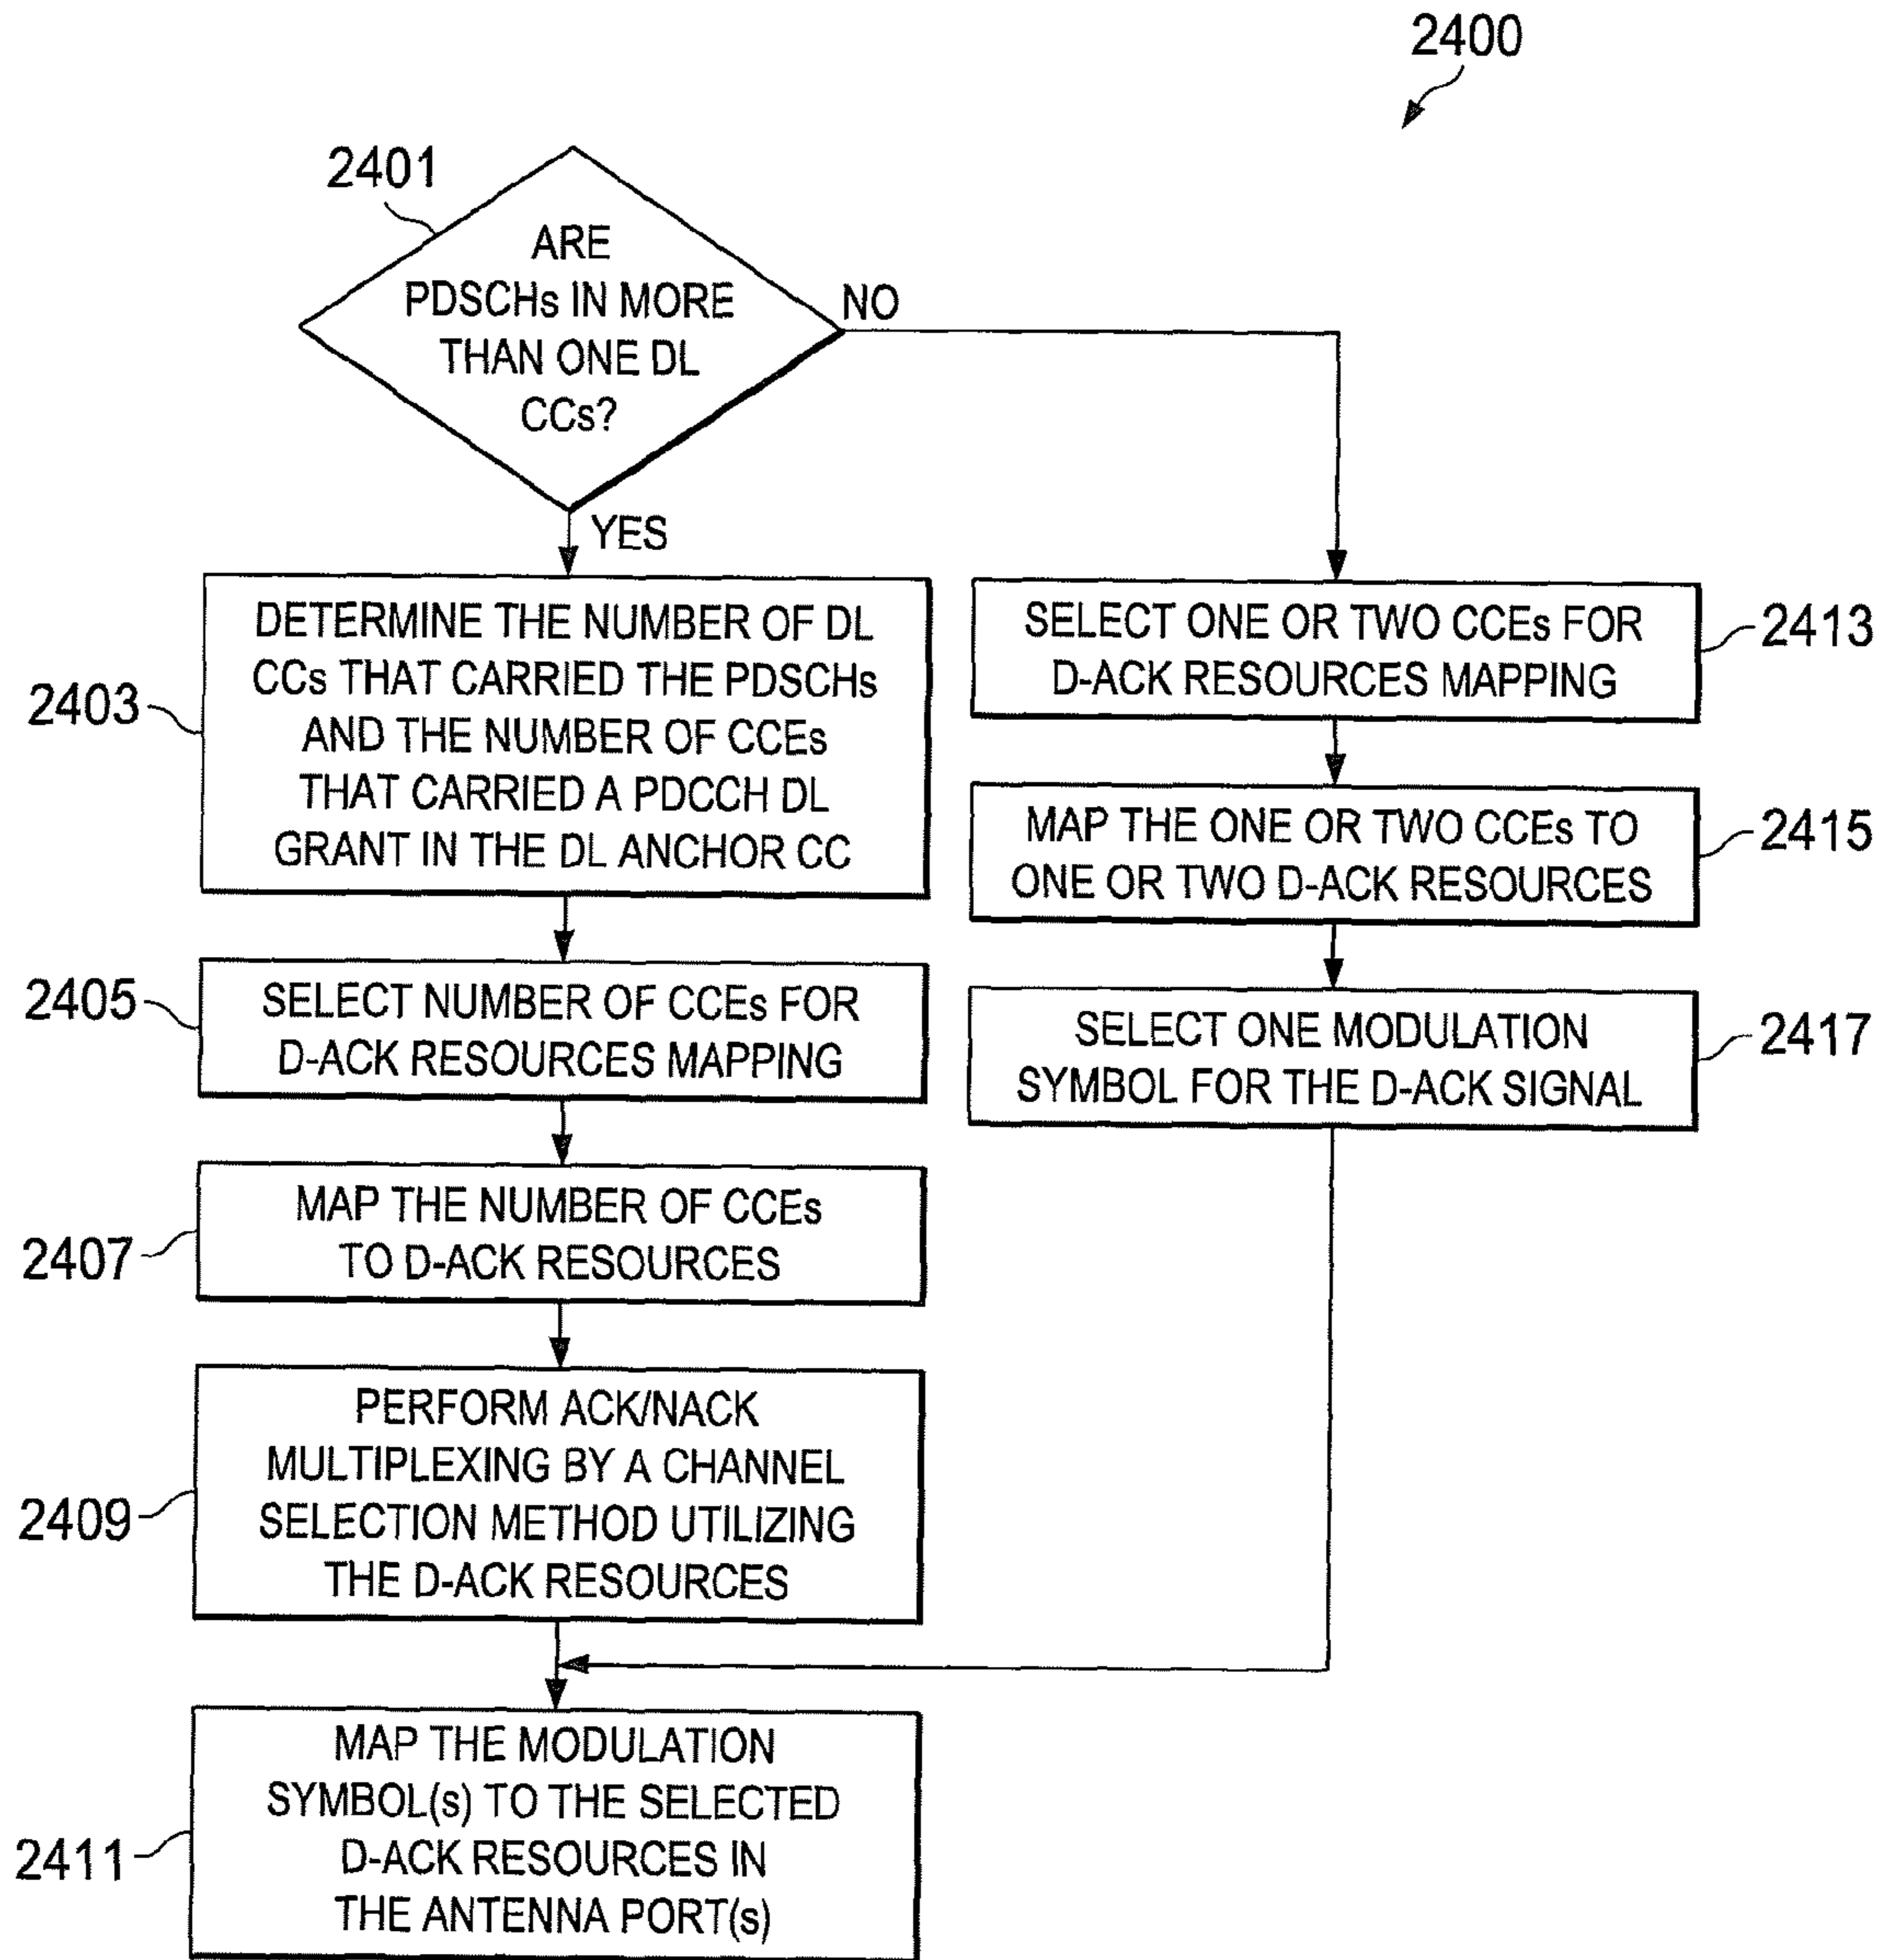 2400
2401
ARE
PDSCHs IN MORE
THAN ONE DL
CCs?
NO
YES
2403
DETERMINE THE NUMBER OF DL
CCs THAT CARRIED THE PDSCHs
AND THE NUMBER OF CCEs
THAT CARRIED A PDCCH DL
GRANT IN THE DL ANCHOR CC
2405
SELECT NUMBER OF CCEs FOR
D-ACK RESOURCES MAPPING
2407
MAP THE NUMBER OF CCEs
TO D-ACK RESOURCES
2409
PERFORM ACK/NACK
MULTIPLEXING BY A CHANNEL
SELECTION METHOD UTILIZING
THE D-ACK RESOURCES
2411
MAP THE MODULATION
SYMBOL(s) TO THE SELECTED
D-ACK RESOURCES IN
THE ANTENNA PORT(s)
SELECT ONE OR TWO CCEs FOR
D-ACK RESOURCES MAPPING
2413
MAP THE ONE OR TWO CCEs TO
ONE OR TWO D-ACK RESOURCES
2415
SELECT ONE MODULATION
SYMBOL FOR THE D-ACK SIGNAL
2417